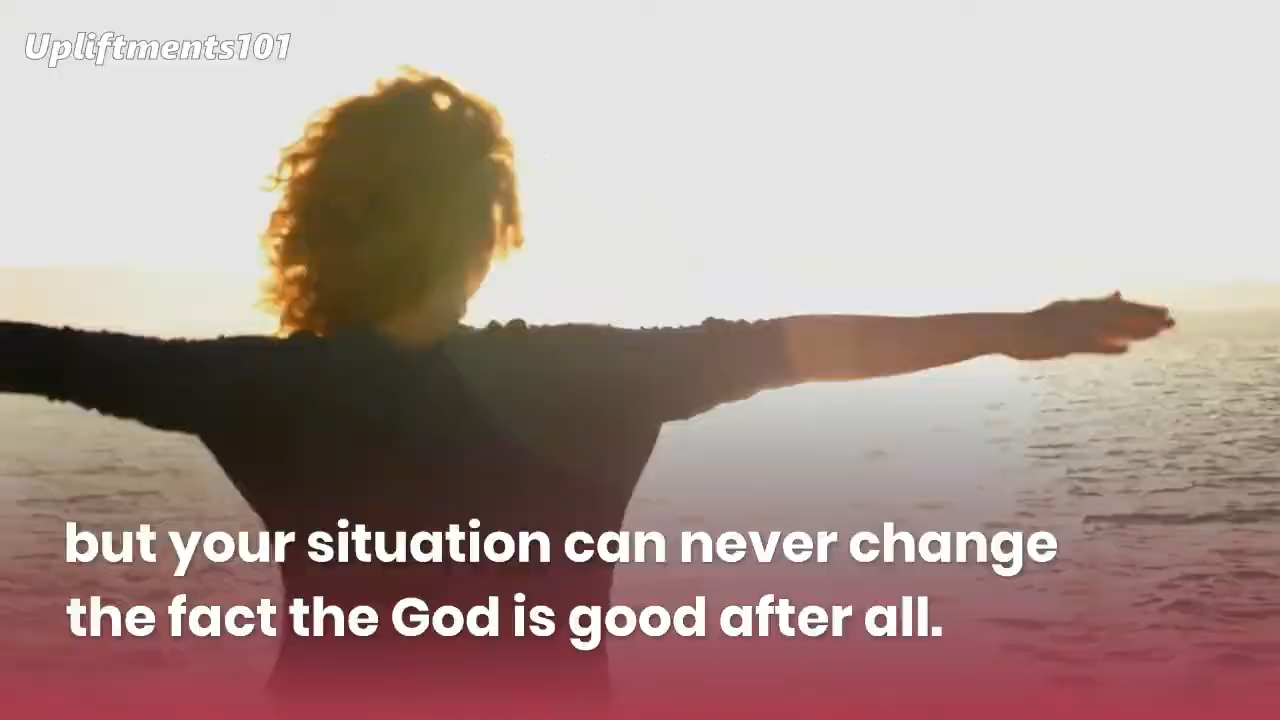 Upliftments101
but your situation can never change
the fact the God is good after all.